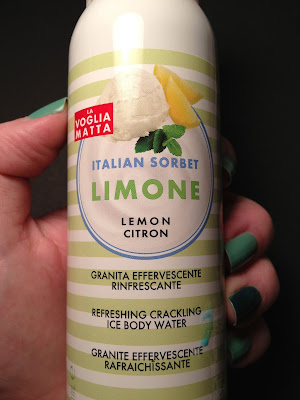 LA
VOGLIA
MATTA
ITALIAN SORBET
LIMONE
LEMON
CITRON
GRANITA EFFERVESCENTE
RINFRESCANTE
REFRESHING CRACKLING
ICE BODY WATER
GRANITE EFFERVESCENTE
RAFRAICHISSANTE